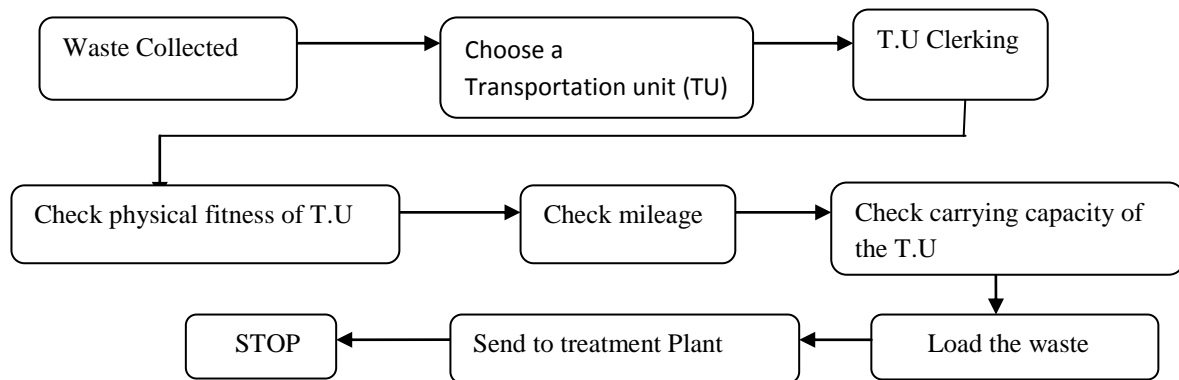 Waste Collected
Choose a
Transportation unit (TU)
T.U Clerking
Check physical fitness of T.U
Check mileage
Check carrying capacity of
the T.U
Load the waste
Send to treatment Plant
STOP